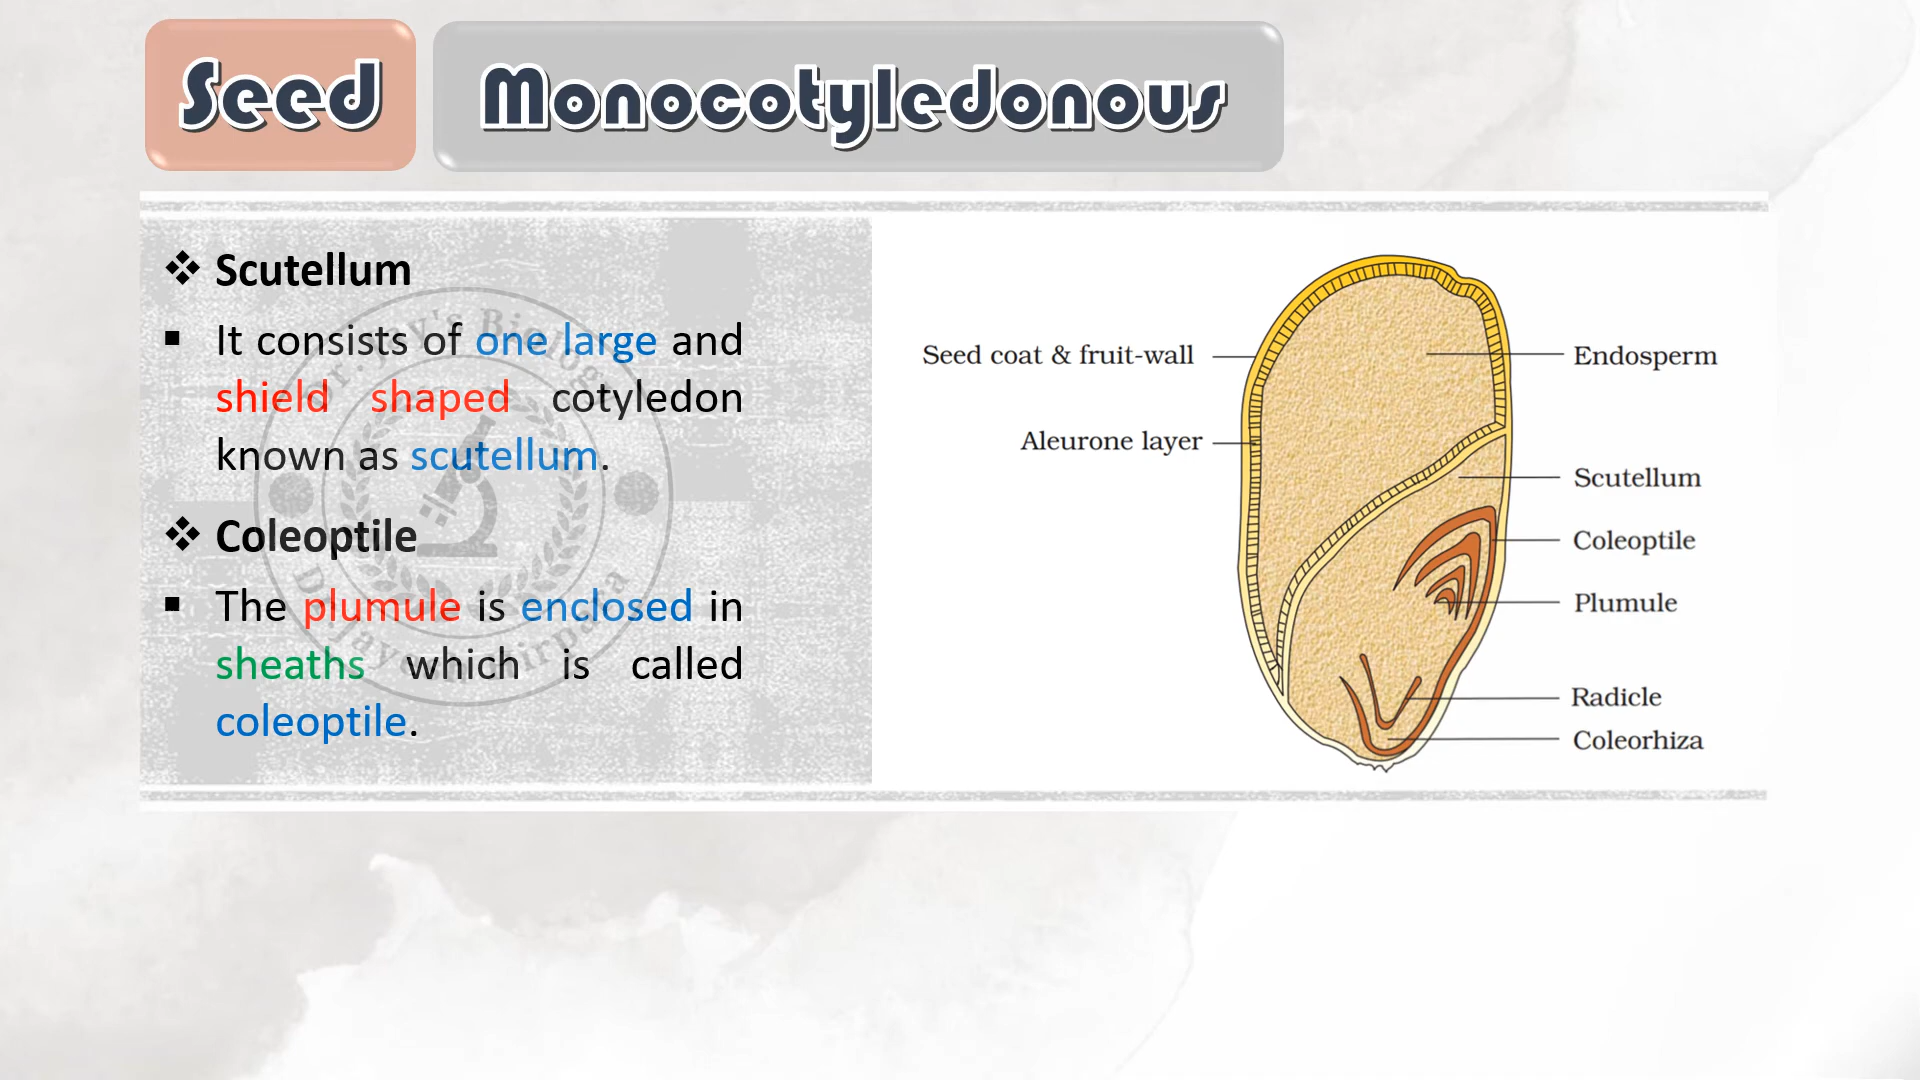 Seed Monocotyledonous
Scutellum
It consists of one large and
shield shaped cotyledon
known as scutellum.
Coleoptile
The plumule is enclosed in
sheaths which is called
coleoptile.
Seed coat & fruit-wall
Aleurone layer
Endosperm
Scutellum
Coleoptile
Plumule
Radicle
Coleorhiza